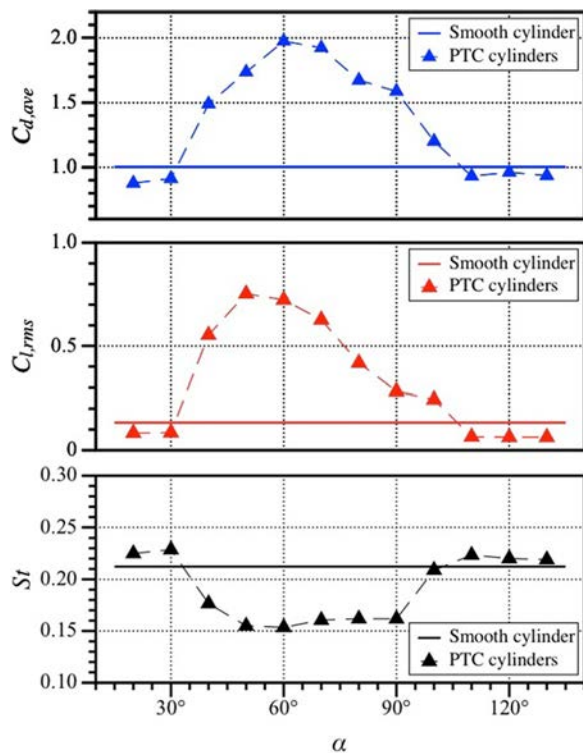 2.0
1.5
1.0
C_{d,ave}
Smooth cylinder
PTC cylinders
1.0
0.5
0
C_{l,rms}
Smooth cylinder
PTC cylinders
0.30
0.25
0.20
0.15
0.10
St
Smooth cylinder
PTC cylinders
30° 60° 90° 120°
α